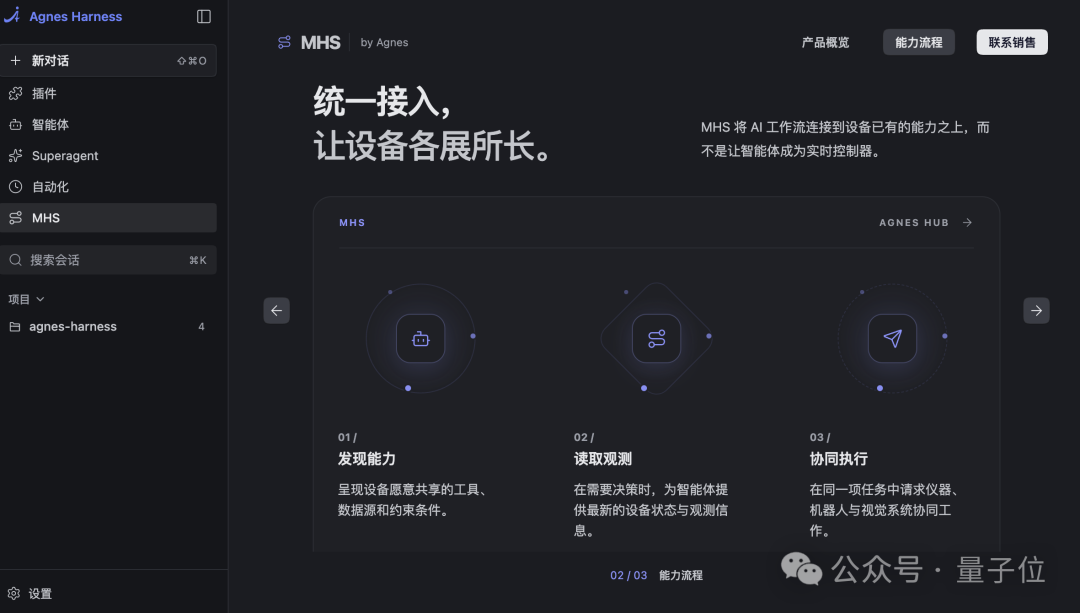 Agnes Harness
新对话 ⇧⌘O
插件
智能体
Superagent
自动化
MHS
搜索会话 ⌘K
项目
agnes-harness 4
设置
MHS by Agnes
产品概览 能力流程 联系销售
统一接入，
让设备各展所长。
MHS 将 AI 工作流连接到设备已有的能力之上，而
不是让智能体成为实时控制器。
MHS AGNES HUB →
← →
01 /
发现能力
呈现设备愿意共享的工具、
数据源和约束条件。
02 /
读取观测
在需要决策时，为智能体提
供最新的设备状态与观测信
息。
03 /
协同执行
在同一项任务中请求仪器、
机器人与视觉系统协同工
作。
02 / 03 能力流程
公众号 · 量子位